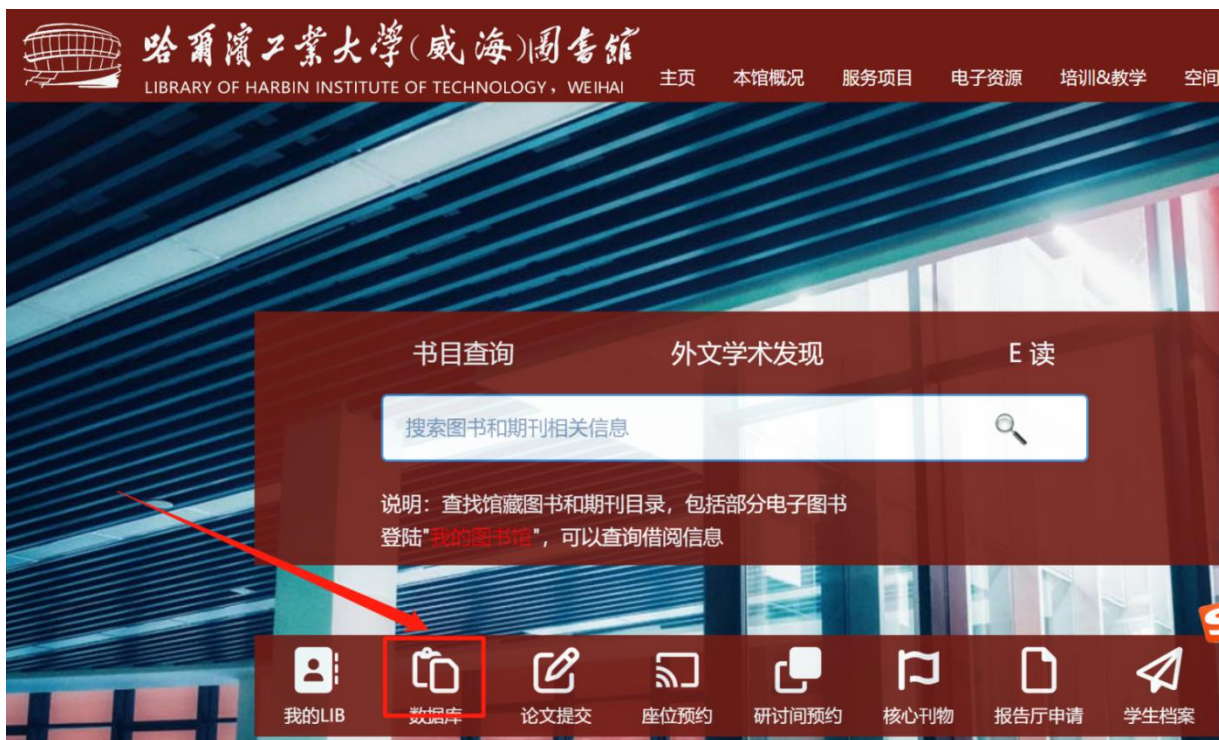 哈爾濱工業大學(威海)圖書館
LIBRARY OF HARBIN INSTITUTE OF TECHNOLOGY, WEIHAI
主页 本馆概况 服务项目 电子资源 培训&教学 空间
书目查询 外文学术发现 E 读
搜索图书和期刊相关信息
说明：查找馆藏图书和期刊目录，包括部分电子图书
登陆"我的图书馆"，可以查询借阅信息
我的LIB 数据库 论文提交 座位预约 研讨间预约 核心刊物 报告厅申请 学生档案